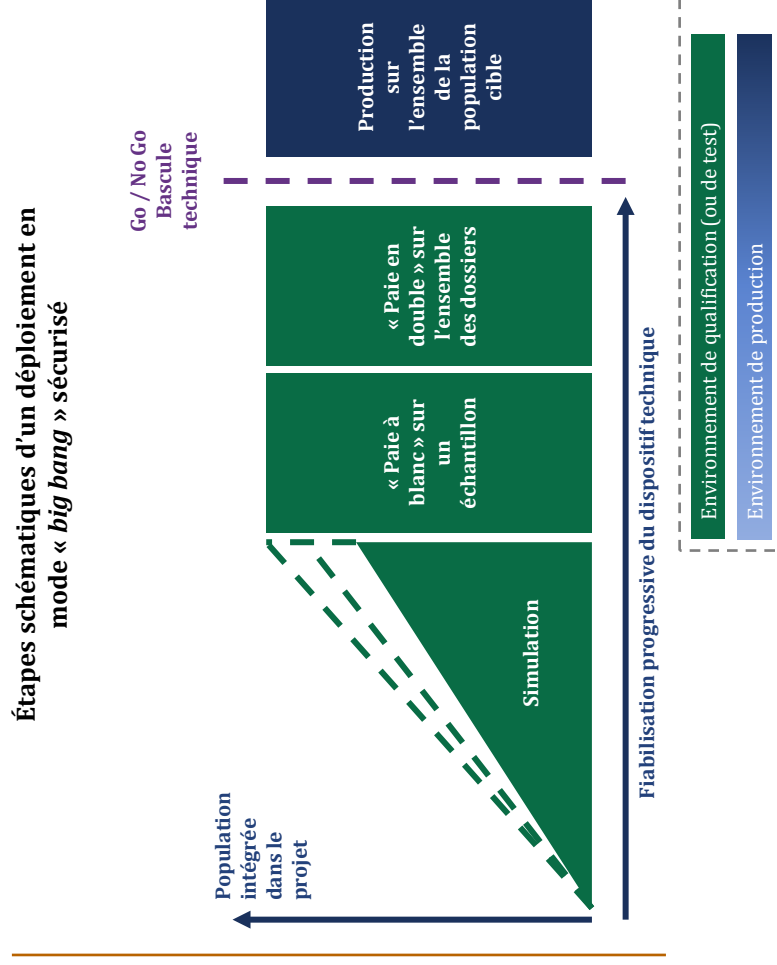 Étapes schématiques d'un déploiement en
mode « big bang » sécurisé
Population
intégrée
dans le
projet
Go / No Go
Bascule
technique
Simulation
« Paie à
blanc » sur
un
échantillon
« Paie en
double » sur
l'ensemble
des dossiers
Production
sur
l'ensemble
de la
population
cible
Fiabilisation progressive du dispositif technique
Environnement de qualification (ou de test)
Environnement de production